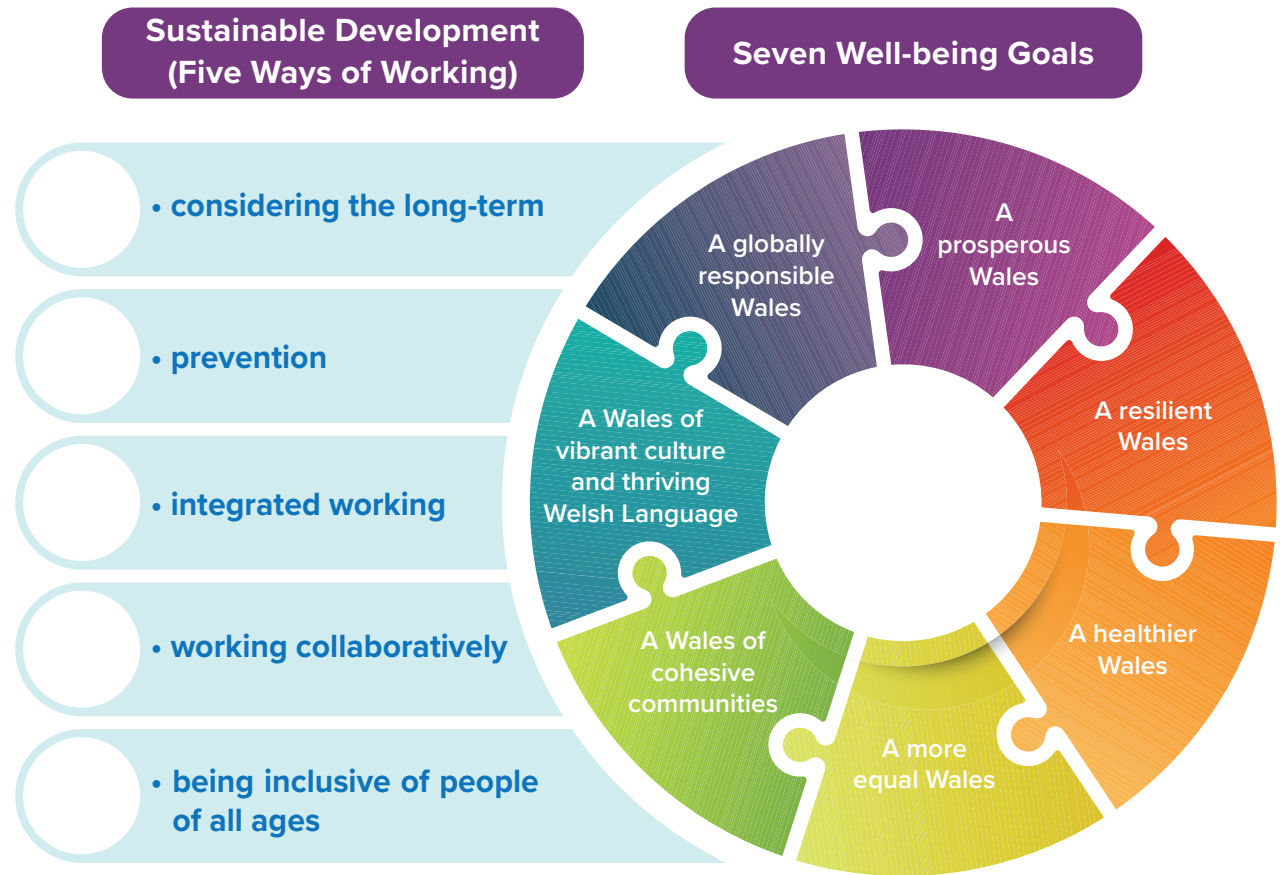 Sustainable Development
(Five Ways of Working)
Seven Well-being Goals
• considering the long-term
• prevention
• integrated working
• working collaboratively
• being inclusive of people
of all ages
A
prosperous
Wales
A resilient
Wales
A healthier
Wales
A more
equal Wales
A Wales of
cohesive
communities
A Wales of
vibrant culture
and thriving
Welsh Language
A globally
responsible
Wales